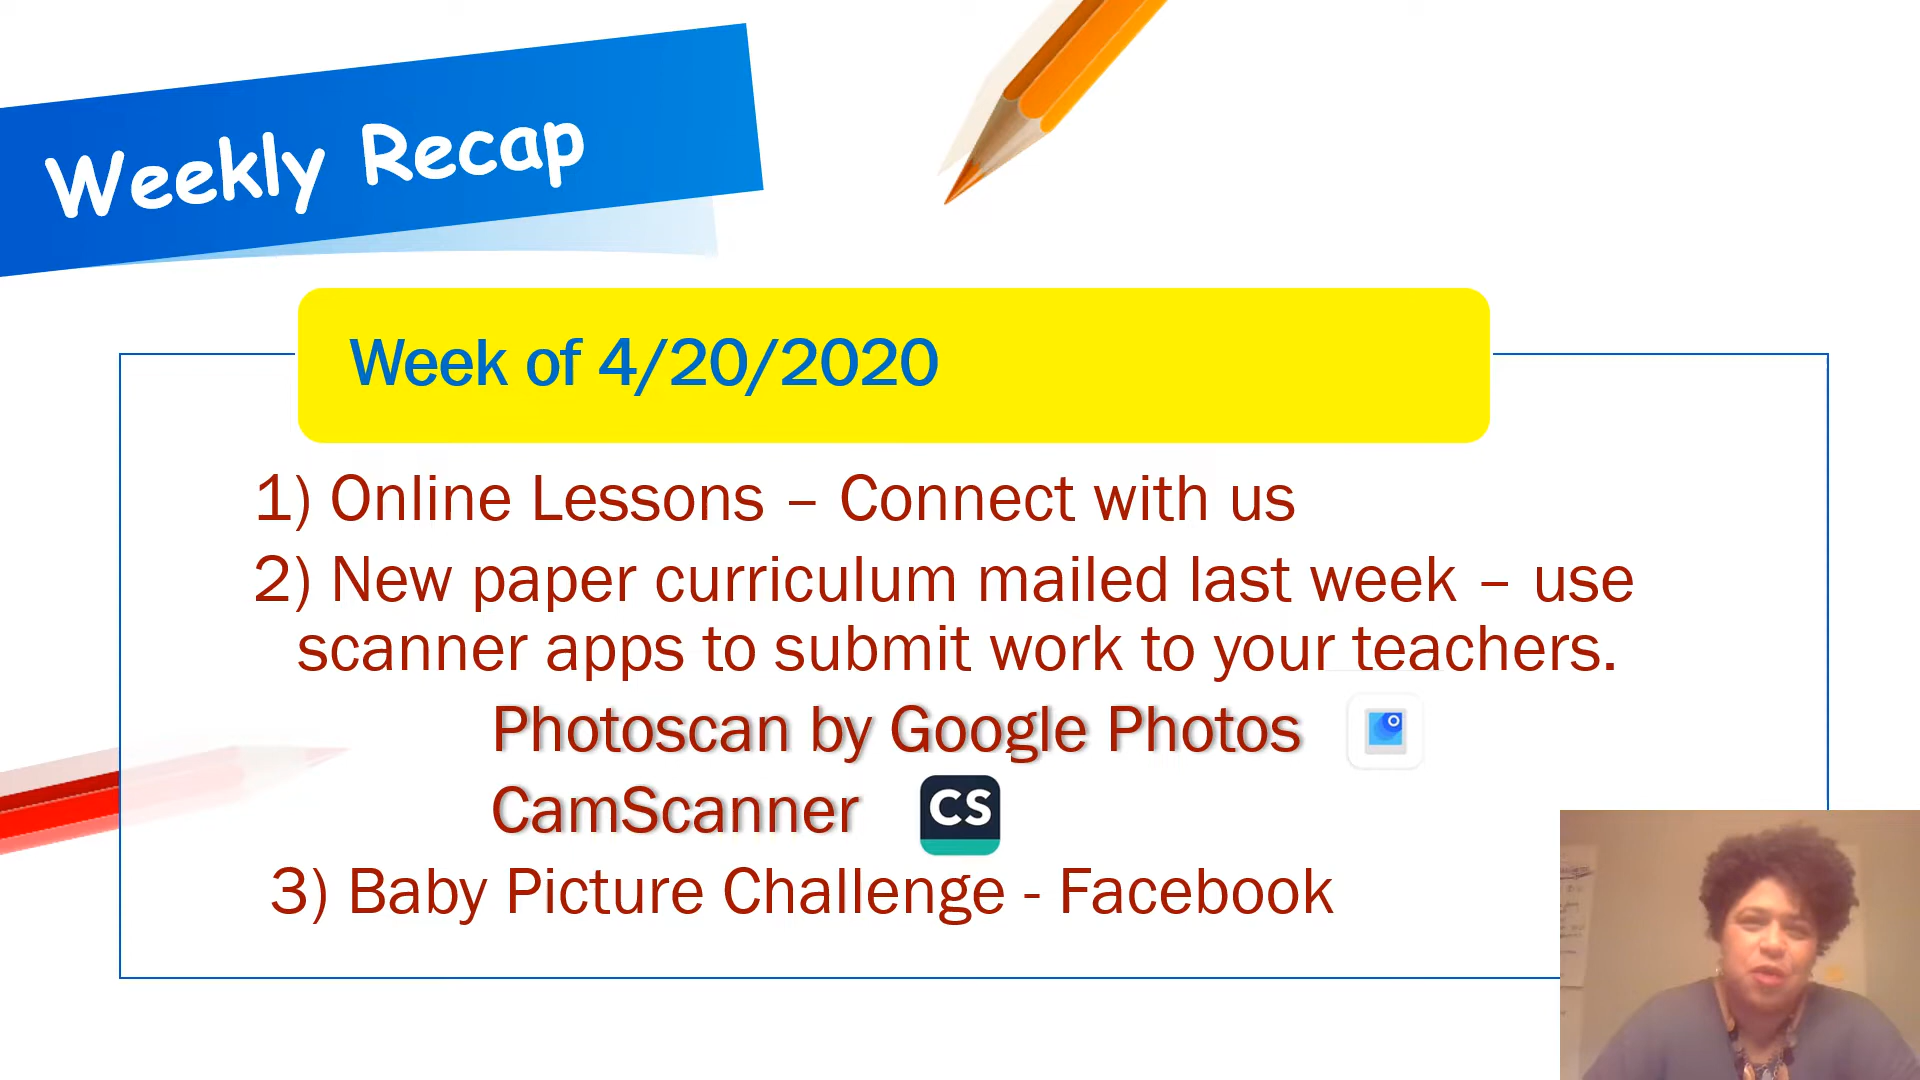 Weekly Recap
Week of 4/20/2020
1) Online Lessons – Connect with us
2) New paper curriculum mailed last week – use
scanner apps to submit work to your teachers.
Photoscan by Google Photos
CamScanner CS
3) Baby Picture Challenge - Facebook